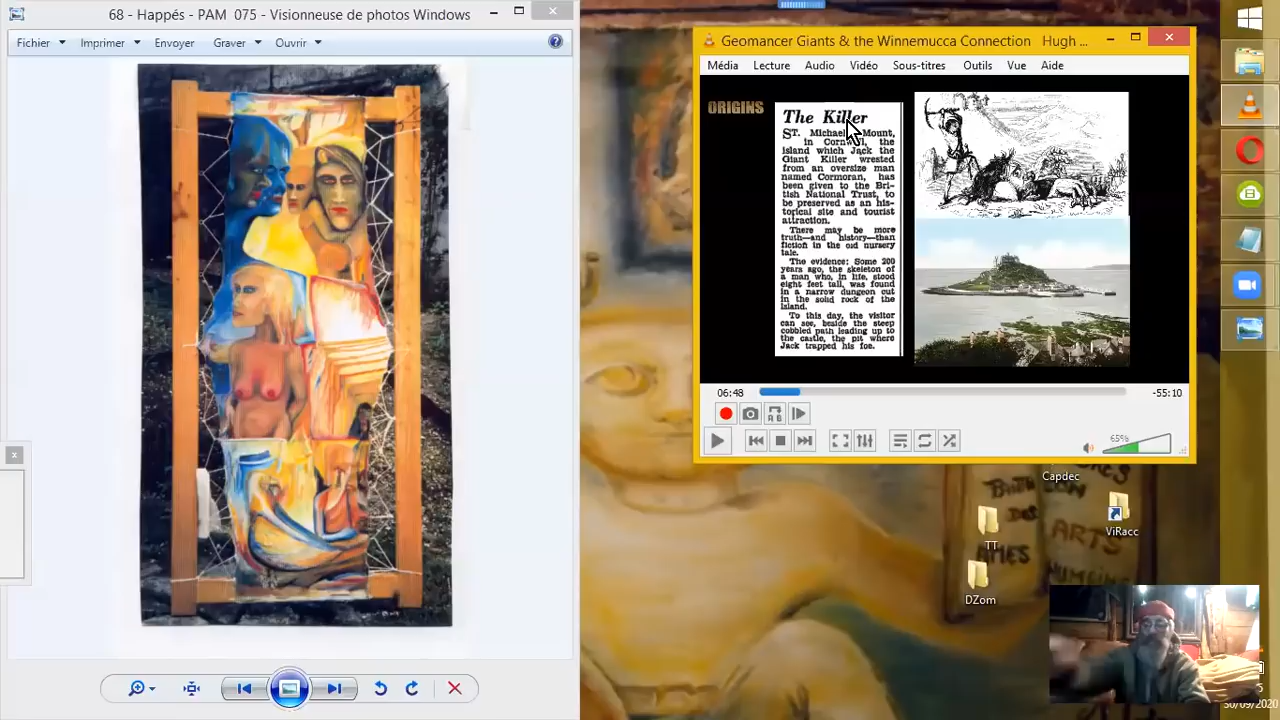 - Happés - PAM 075 - Visionneuse de photos Windows
Fichier Imprimer Envoyer Graver Ouvrir
Geomancer Giants & the Winnemucca Connection Hugh ...
Média Lecture Audio Vidéo Sous-titres Outils Vue Aide
ORIGINS
The Killer
ST. Michael Mount,
in Cornwall, the
island which Jack the
Giant Killer wrested
from an oversize man
named Cormoran, has
been given to the Bri-
tish National Trust, to
be preserved as an his-
torical site and tourist
attraction.
There may be more
truth—and history—than
fiction in the old nursery
tale.
The evidence: Some 200
years ago, the skeleton of
a man who, in life, stood
eight feet tall, was found
in a narrow dungeon cut
in the solid rock of the
island.
To this day, the visitor
can see, beside the steep
cobbled path leading up to
the castle, the pit where
Jack trapped his foe.
06:48 -55:10
65%
Capdec
ViRacc
TT
DES
ARTS
AMES
DZom
30/09/2020